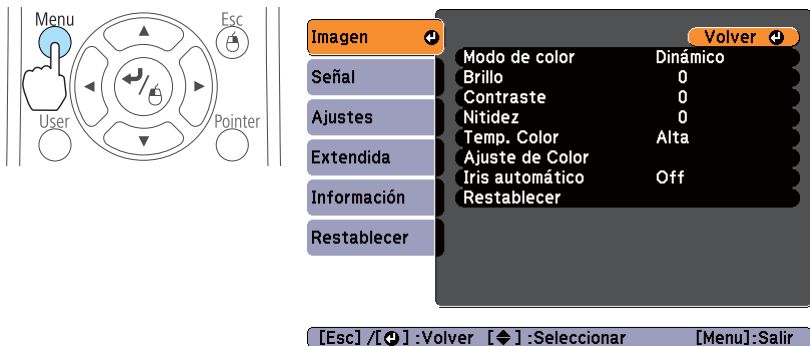 Menu
Esc
User
Pointer
Imagen
Señal
Ajustes
Extendida
Información
Restablecer
Volver
Modo de color Dinámico
Brillo 0
Contraste 0
Nitidez 0
Temp. Color Alta
Ajuste de Color
Iris automático Off
Restablecer
[Esc] /[⏎] :Volver [◆] :Seleccionar [Menu]:Salir